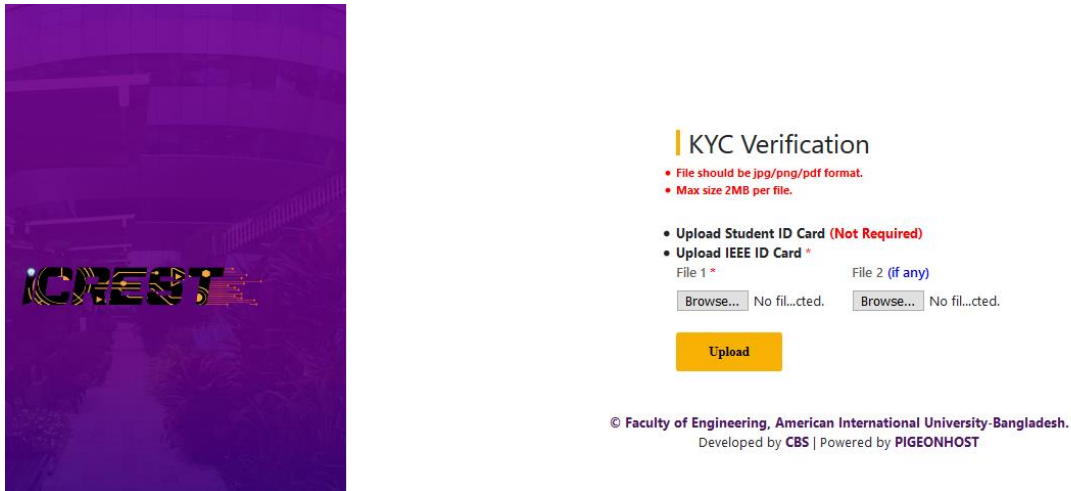 iCREST
KYC Verification
File should be jpg/png/pdf format.
Max size 2MB per file.
Upload Student ID Card (Not Required)
Upload IEEE ID Card *
File 1 * File 2 (if any)
Browse... No fil...cted. Browse... No fil...cted.
Upload
© Faculty of Engineering, American International University-Bangladesh.
Developed by CBS | Powered by PIGEONHOST